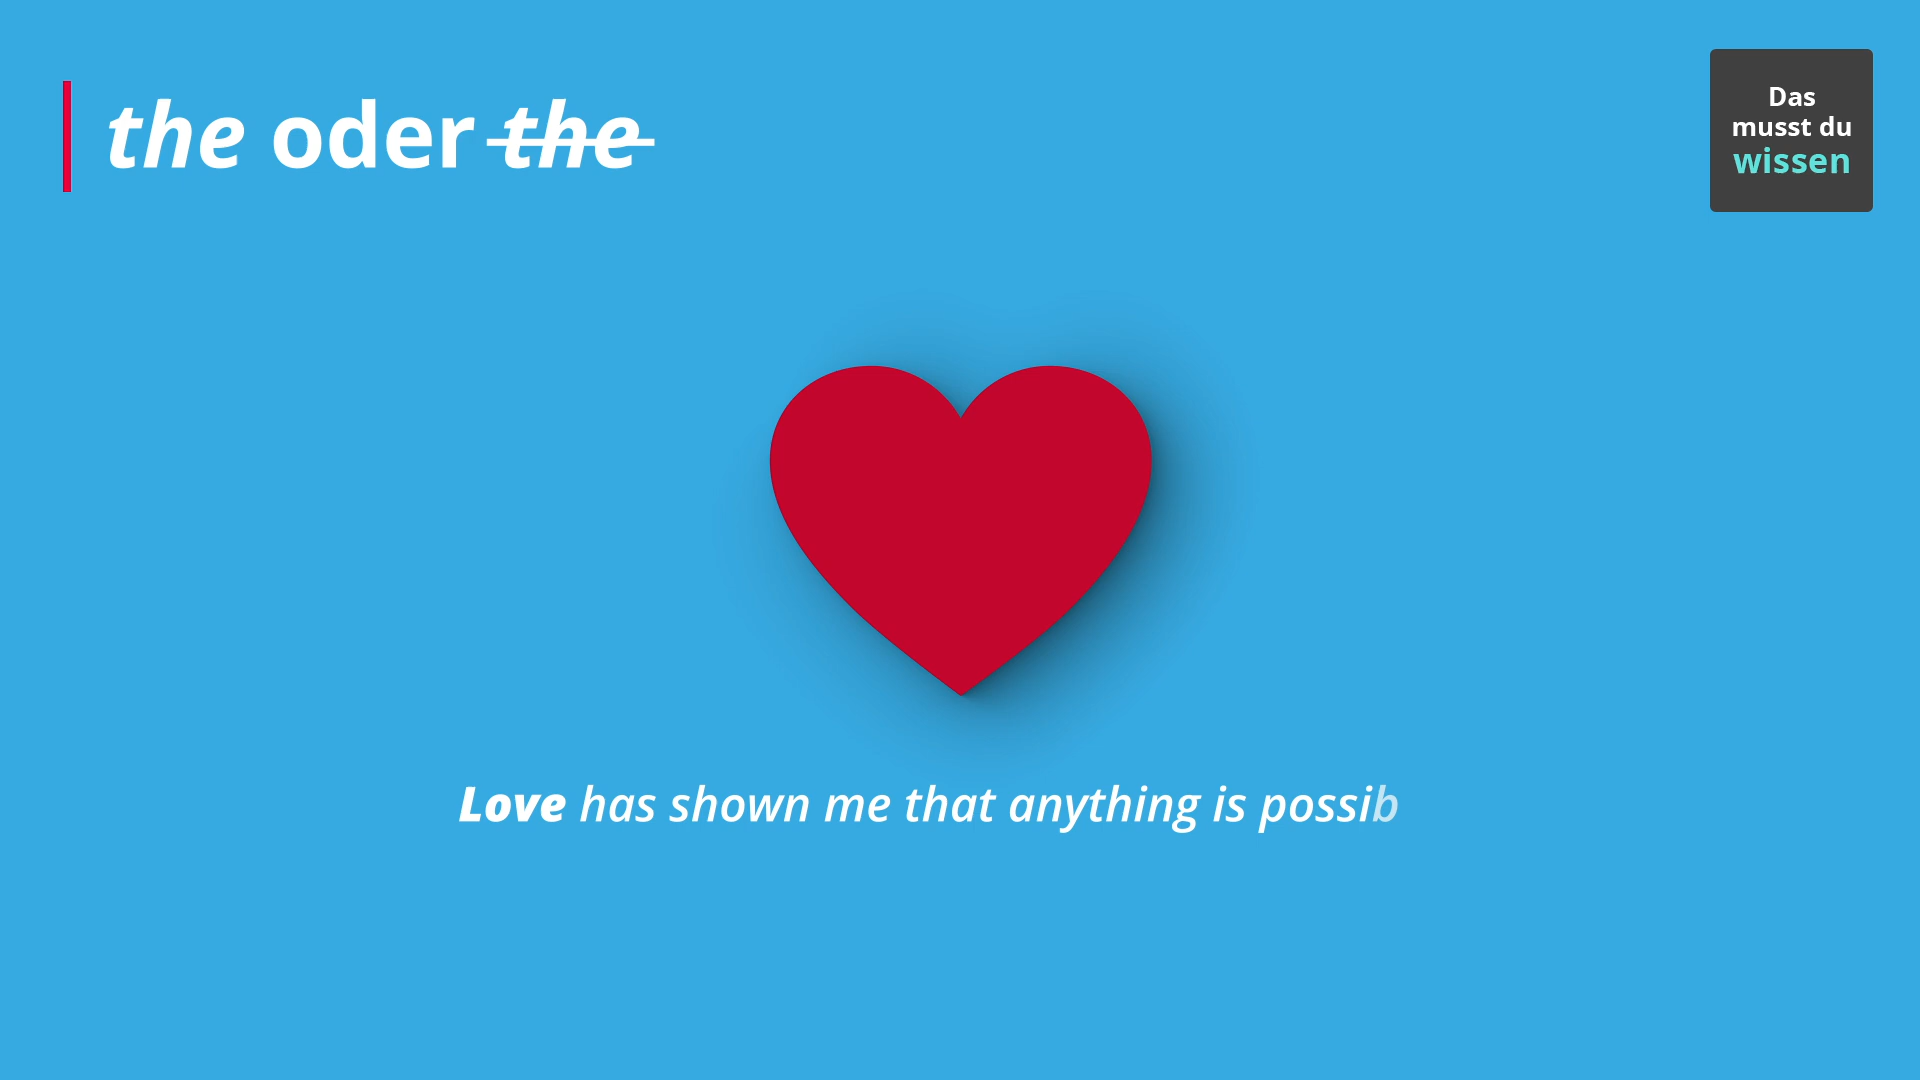 the oder the
Das
musst du
wissen
Love has shown me that anything is possib